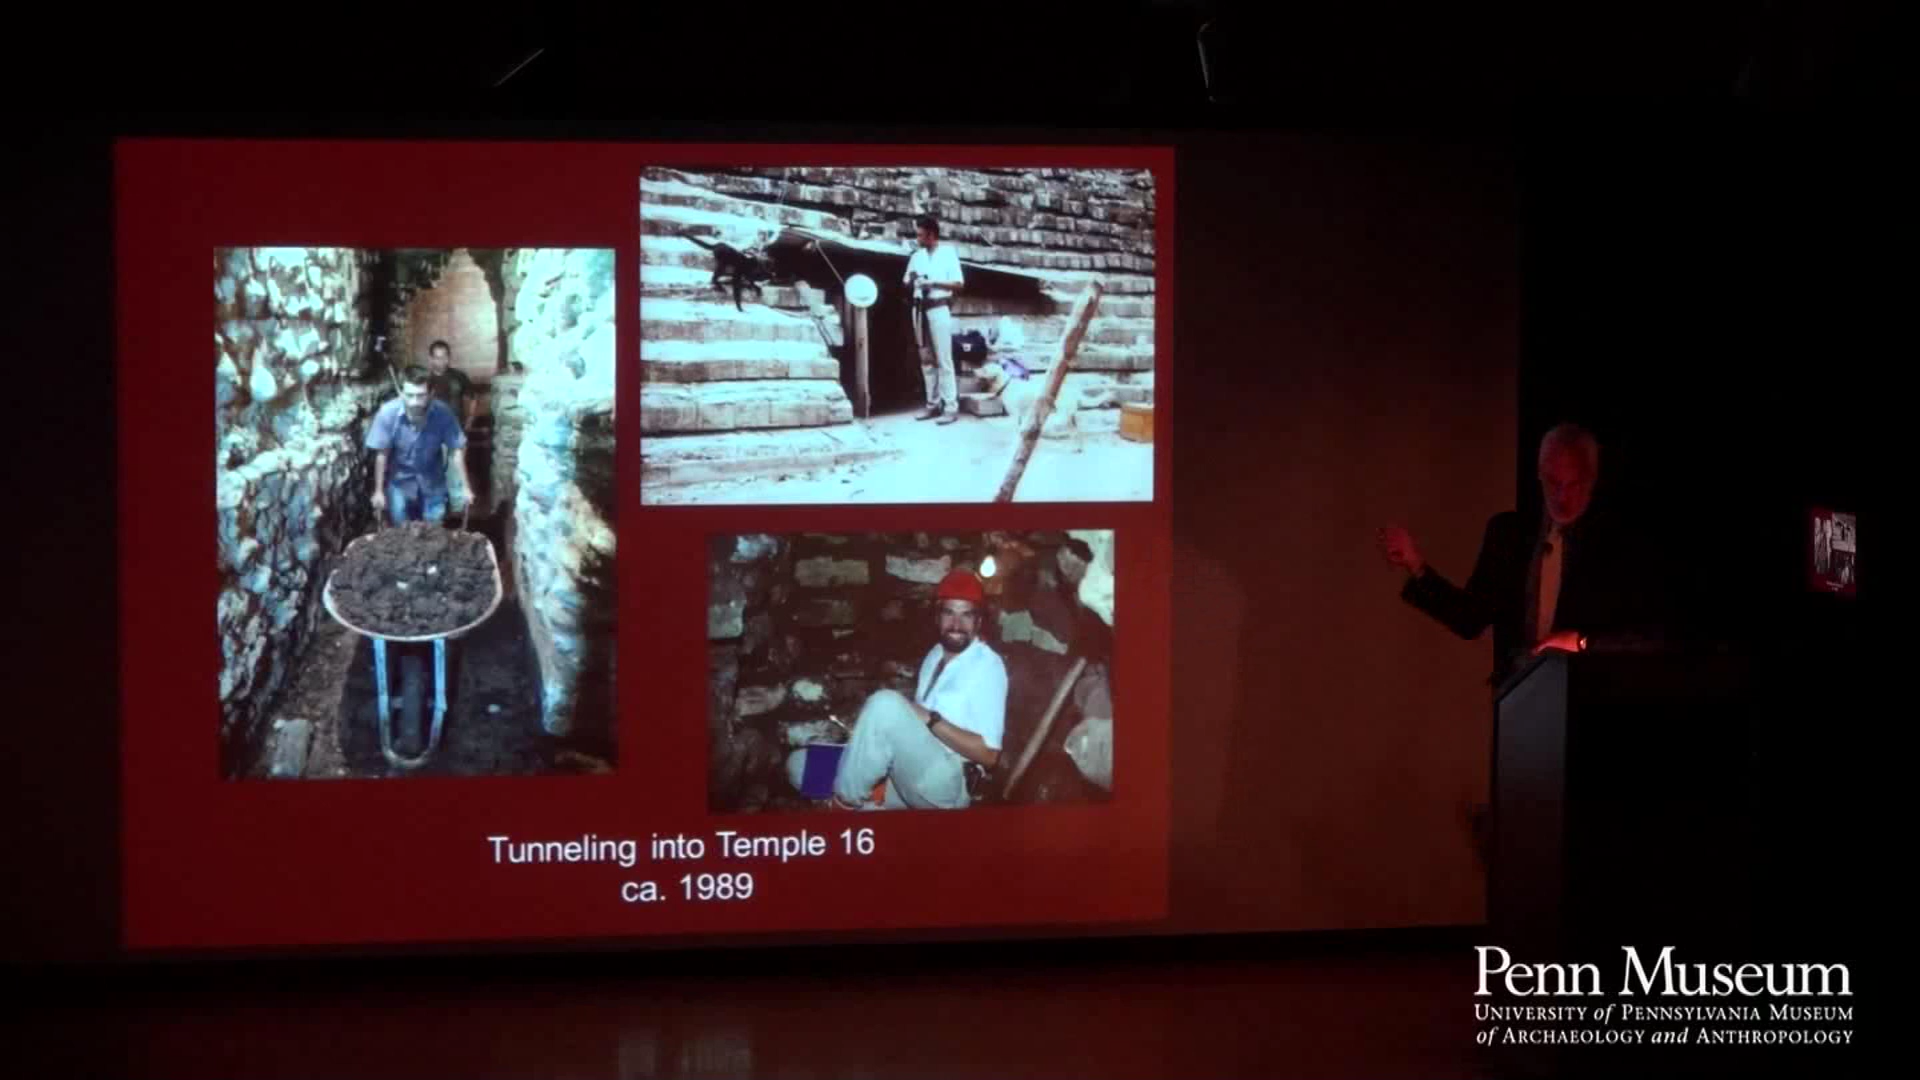 Tunneling into Temple 16
ca. 1989
Penn Museum
University of Pennsylvania Museum
of Archaeology and Anthropology